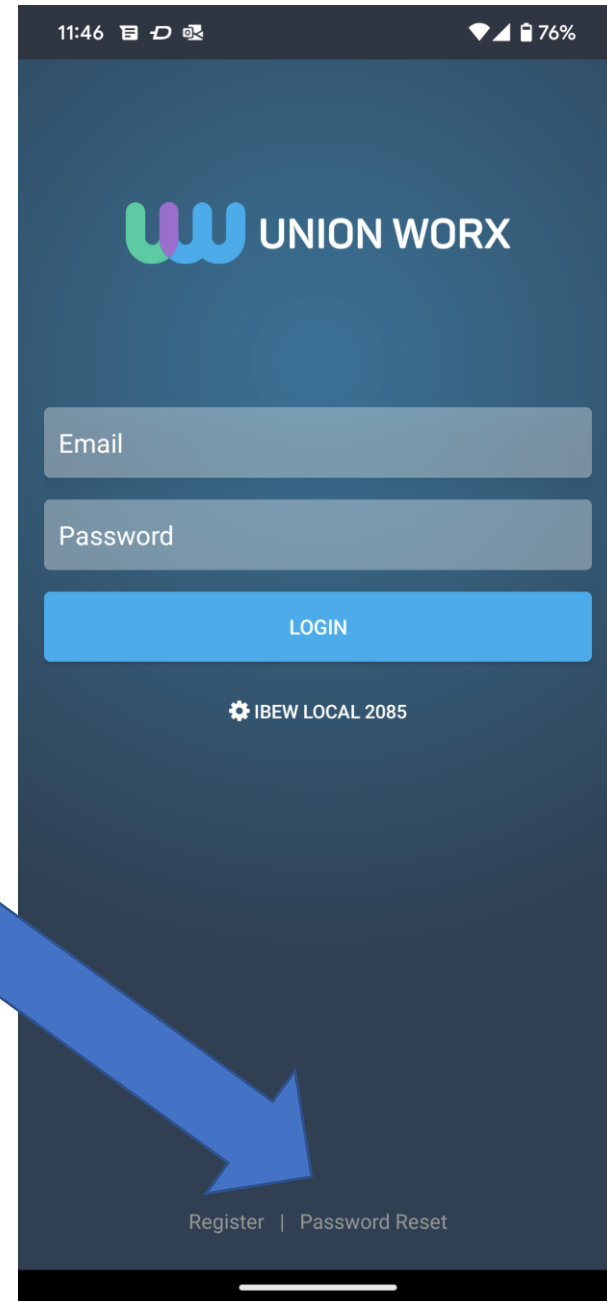 11:46 76%
UNION WORX
Email
Password
LOGIN
IBEW LOCAL 2085
Register | Password Reset